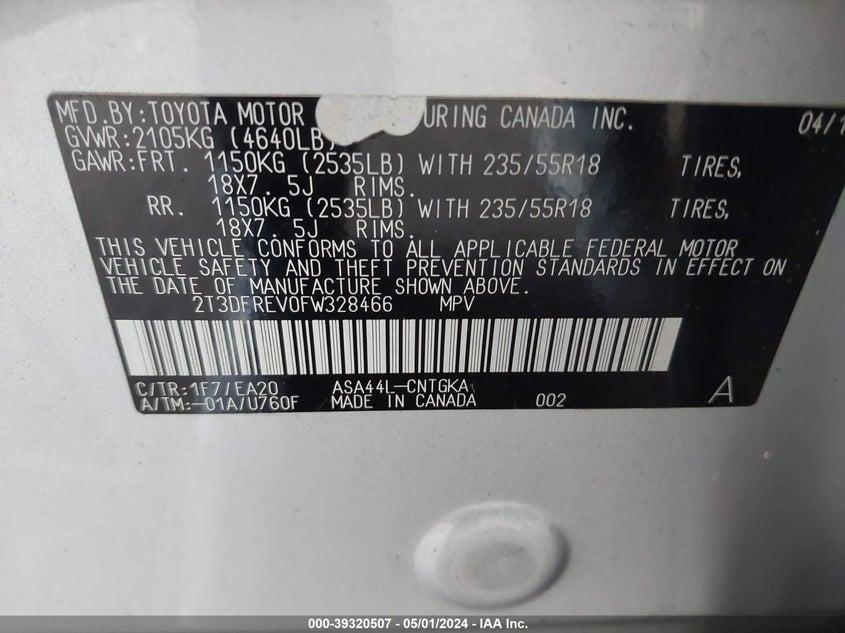 MFD.BY:TOYOTA MOTOR URING CANADA INC. 04/1
GVWR:2105KG (4640LB)
GAWR:FRT. 1150KG (2535LB) WITH 235/55R18 TIRES,
18X7. 5J RIMS.
RR. 1150KG (2535LB) WITH 235/55R18 TIRES,
18X7. 5J RIMS.
THIS VEHICLE CONFORMS TO ALL APPLICABLE FEDERAL MOTOR
VEHICLE SAFETY AND THEFT PREVENTION STANDARDS IN EFFECT ON
THE DATE OF MANUFACTURE SHOWN ABOVE.
2T3DFREV0FW328466 MPV
C/TR:1F7/EA20 ASA44L-CNTGKA
A/TM:-01A/U760F MADE IN CANADA 002 A
000-39320507 - 05/01/2024 - IAA Inc.